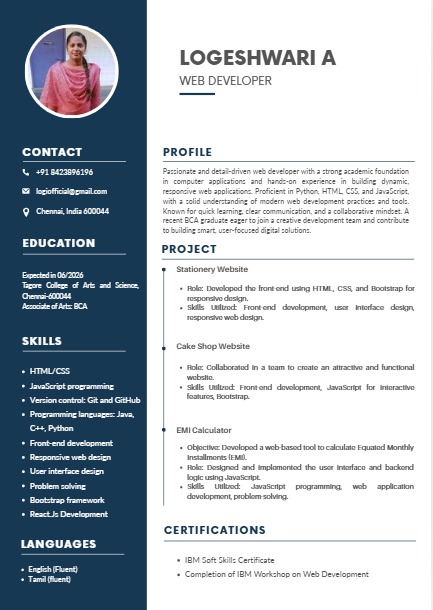 LOGESHWARI A
WEB DEVELOPER
CONTACT
+91 8423896196
logiofficial@gmail.com
Chennai, India 600044
EDUCATION
Expected in 06/2026
Tagore College of Arts and Science,
Chennai-600044
Associate of Arts: BCA
SKILLS
HTML/CSS
JavaScript programming
Version control: Git and GitHub
Programming languages: Java,
C++, Python
Front-end development
Responsive web design
User interface design
Problem solving
Bootstrap framework
React.Js Development
LANGUAGES
English (Fluent)
Tamil (fluent)
PROFILE
Passionate and detail-driven web developer with a strong academic foundation
in computer applications and hands-on experience in building dynamic,
responsive web applications. Proficient in Python, HTML, CSS, and JavaScript,
with a solid understanding of modern web development practices and tools.
Known for quick learning, clear communication, and a collaborative mindset. A
recent BCA graduate eager to join a creative development team and contribute
to building smart, user-focused digital solutions.
PROJECT
Stationery Website
Role: Developed the front-end using HTML, CSS, and Bootstrap for
responsive design.
Skills Utilized: Front-end development, user interface design,
responsive web design.
Cake Shop Website
Role: Collaborated in a team to create an attractive and functional
website.
Skills Utilized: Front-end development, JavaScript for interactive
features, Bootstrap.
EMI Calculator
Objective: Developed a web-based tool to calculate Equated Monthly
Installments (EMI).
Role: Designed and implemented the user interface and backend
logic using JavaScript.
Skills Utilized: JavaScript programming, web application
development, problem-solving.
CERTIFICATIONS
IBM Soft Skills Certificate
Completion of IBM Workshop on Web Development